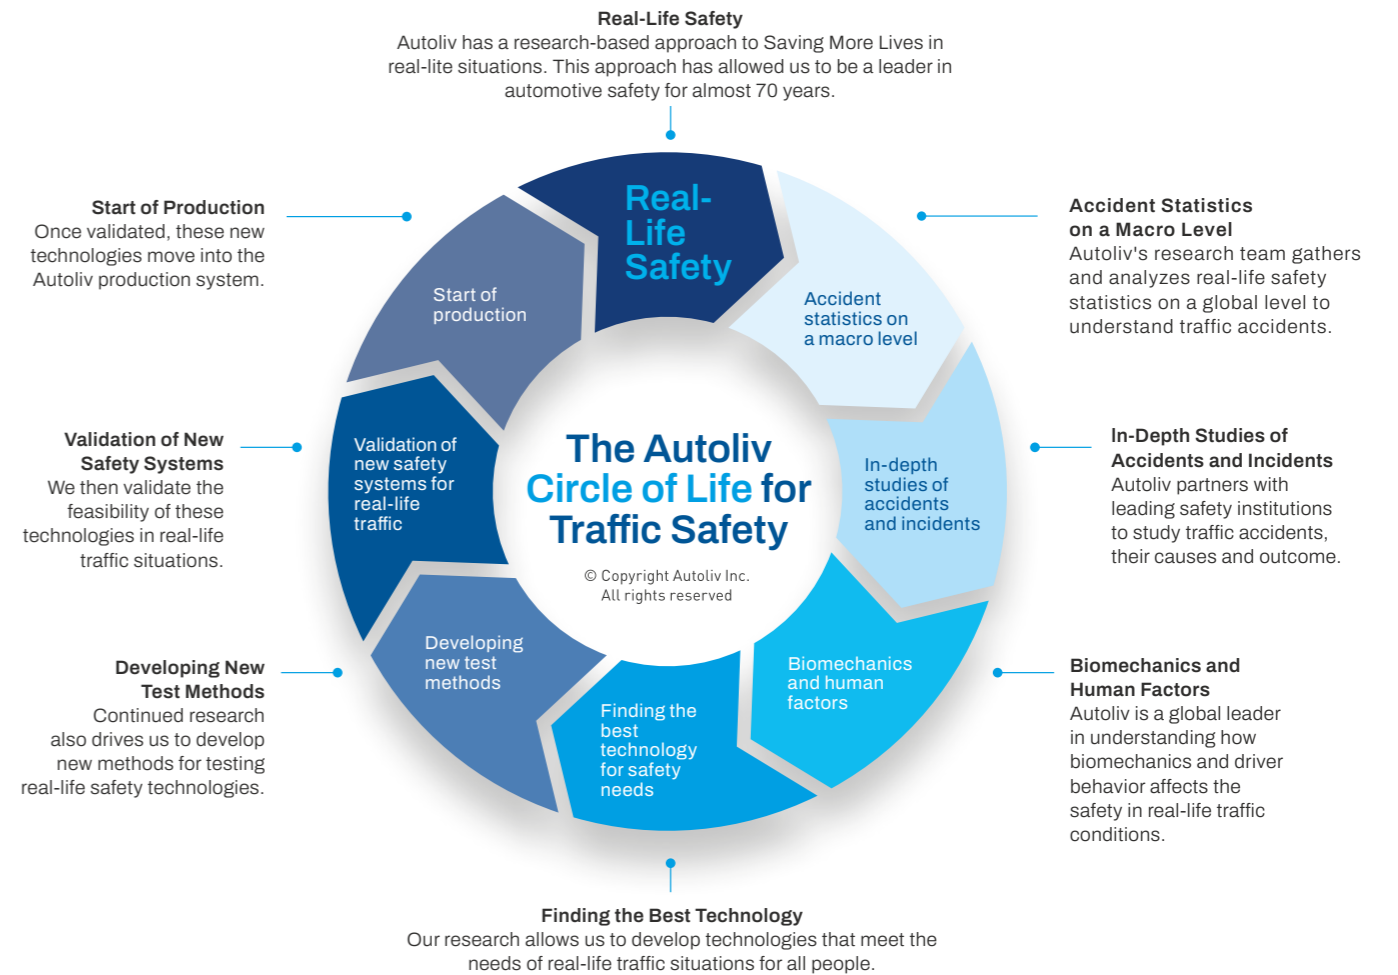 Real-Life Safety
Autoliv has a research-based approach to Saving More Lives in
real-lite situations. This approach has allowed us to be a leader in
automotive safety for almost 70 years.
Real-
Life
Safety
Accident Statistics
on a Macro Level
Autoliv's research team gathers
and analyzes real-life safety
statistics on a global level to
understand traffic accidents.
Accident
statistics on
a macro level
In-Depth Studies of
Accidents and Incidents
Autoliv partners with
leading safety institutions
to study traffic accidents,
their causes and outcome.
In-depth
studies of
accidents
and incidents
Biomechanics and
Human Factors
Autoliv is a global leader
in understanding how
biomechanics and driver
behavior affects the
safety in real-life traffic
conditions.
Biomechanics
and human
factors
Finding the
best
technology
for safety
needs
Finding the Best Technology
Our research allows us to develop technologies that meet the
needs of real-life traffic situations for all people.
Developing New
Test Methods
Continued research
also drives us to develop
new methods for testing
real-life safety technologies.
Developing
new test
methods
Validation of New
Safety Systems
We then validate the
feasibility of these
technologies in real-life
traffic situations.
Validation of
new safety
systems for
real-life
traffic
Start of Production
Once validated, these new
technologies move into the
Autoliv production system.
Start of
production
The Autoliv
Circle of Life for
Traffic Safety
© Copyright Autoliv Inc.
All rights reserved